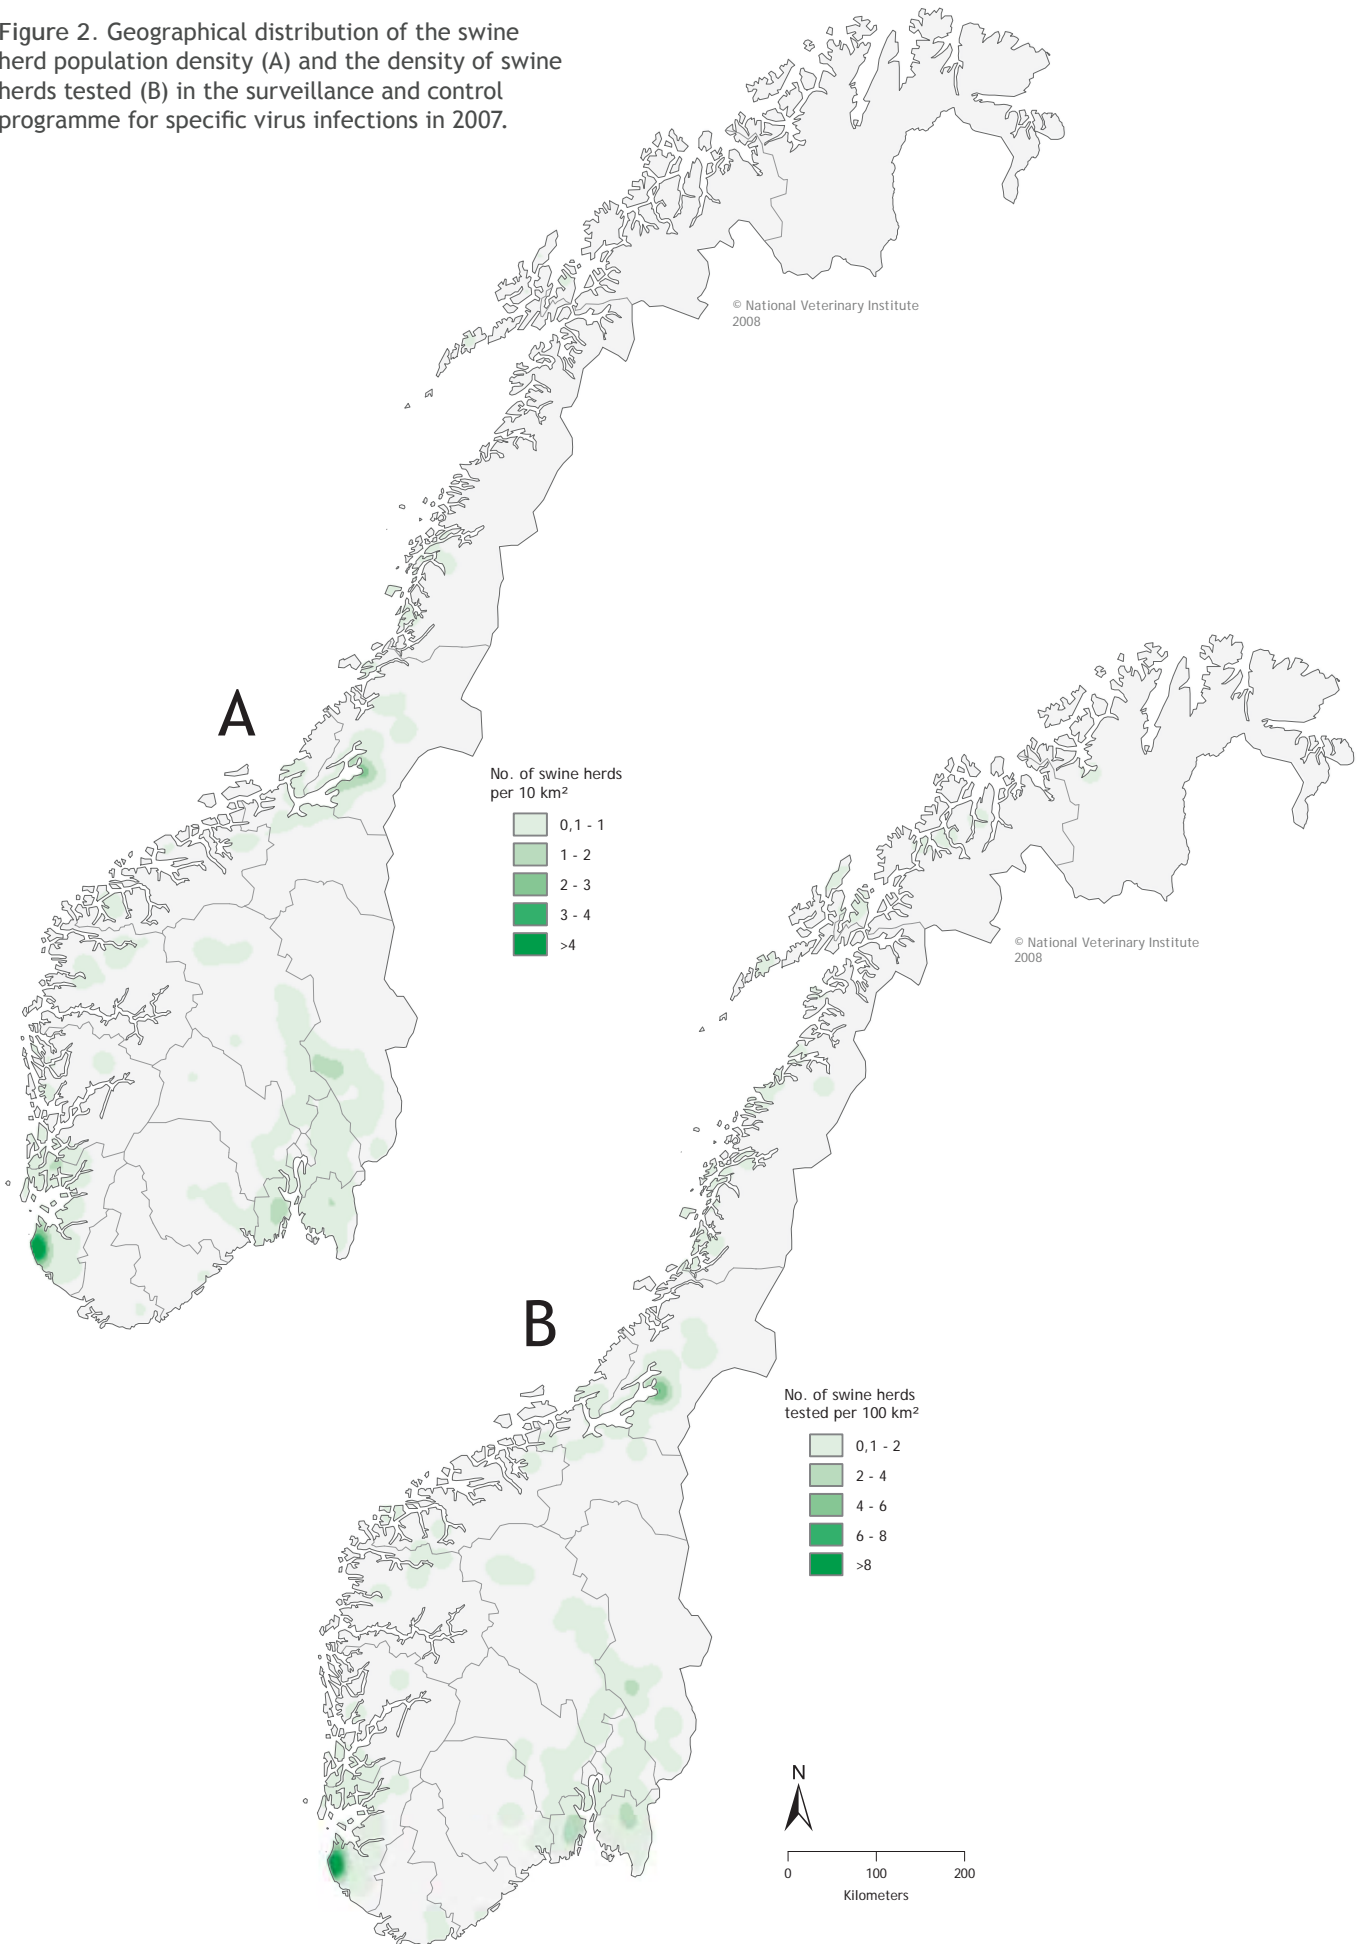 Figure 2. Geographical distribution of the swine
herd population density (A) and the density of swine
herds tested (B) in the surveillance and control
programme for specific virus infections in 2007.
© National Veterinary Institute
2008
A
No. of swine herds
per 10 km²
0,1 - 1
1 - 2
2 - 3
3 - 4
>4
© National Veterinary Institute
2008
B
No. of swine herds
tested per 100 km²
0,1 - 2
2 - 4
4 - 6
6 - 8
>8
N
0 100 200
Kilometers